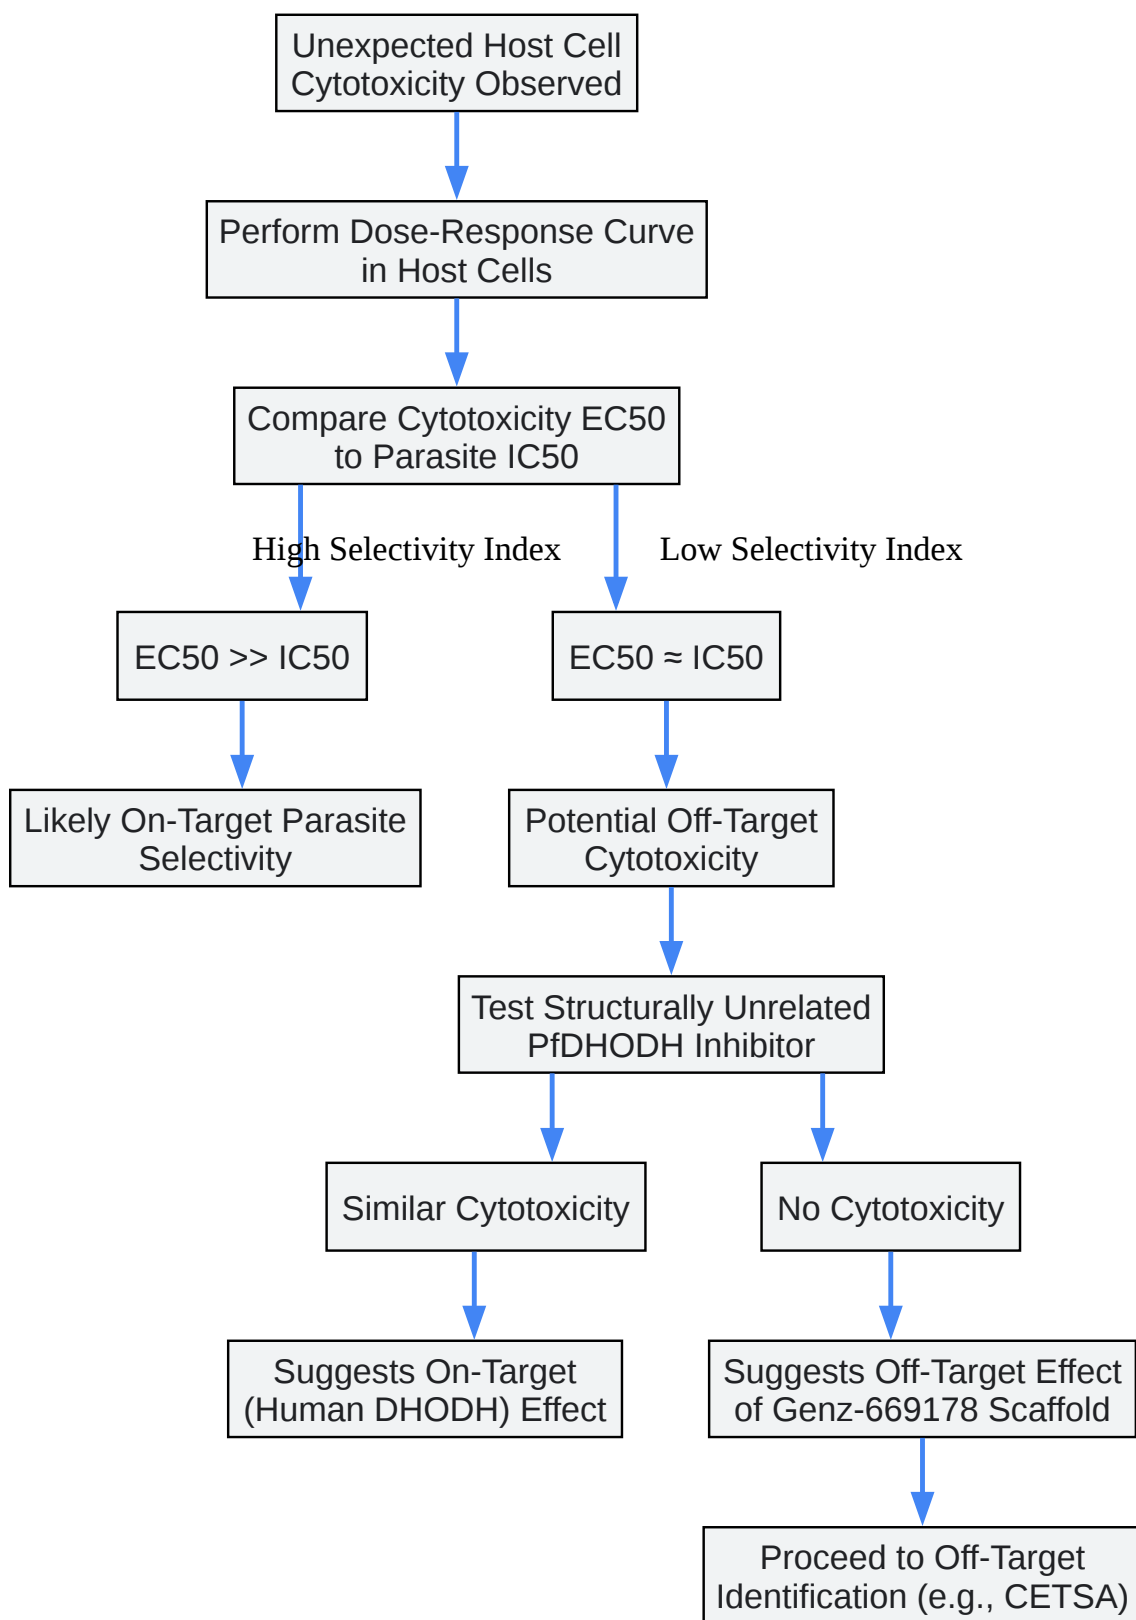 Unexpected Host Cell
Cytotoxicity Observed
Perform Dose-Response Curve
in Host Cells
Compare Cytotoxicity EC50
to Parasite IC50
High Selectivity Index
Low Selectivity Index
EC50 >> IC50
EC50 ≈ IC50
Likely On-Target Parasite
Selectivity
Potential Off-Target
Cytotoxicity
Test Structurally Unrelated
PfDHODH Inhibitor
Similar Cytotoxicity
No Cytotoxicity
Suggests On-Target
(Human DHODH) Effect
Suggests Off-Target Effect
of Genz-669178 Scaffold
Proceed to Off-Target
Identification (e.g., CETSA)